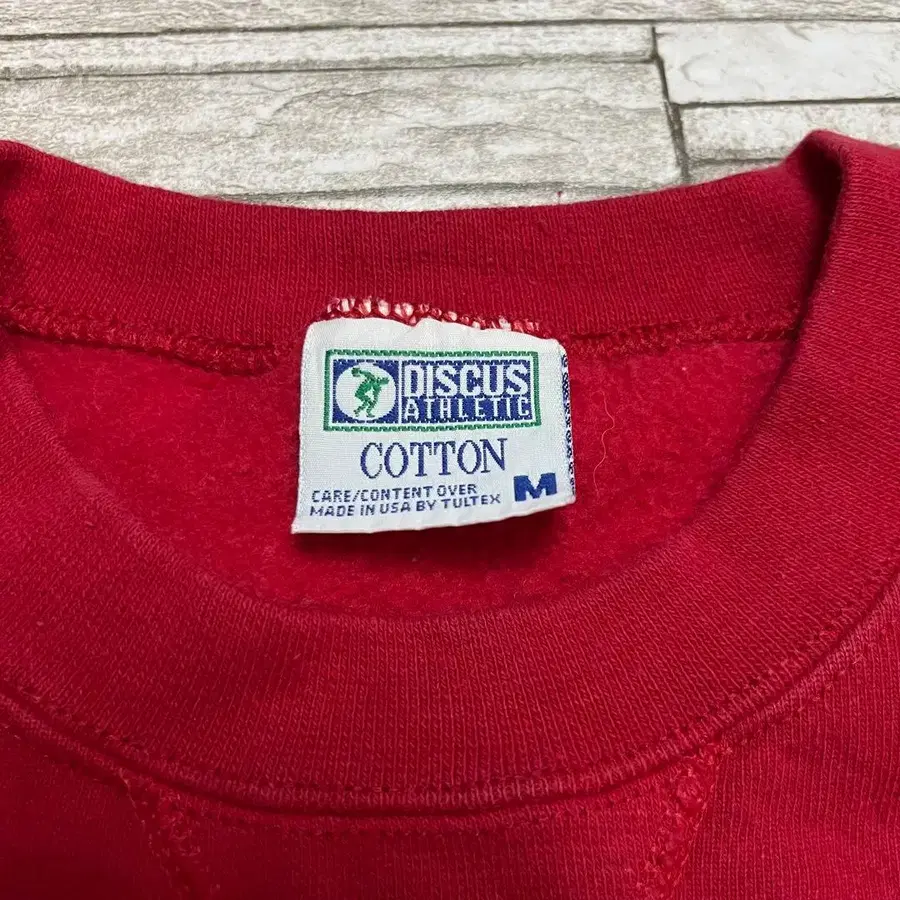 DISCUS
ATHLETIC
COTTON
CARE/CONTENT OVER
MADE IN USA BY TULTEX
M